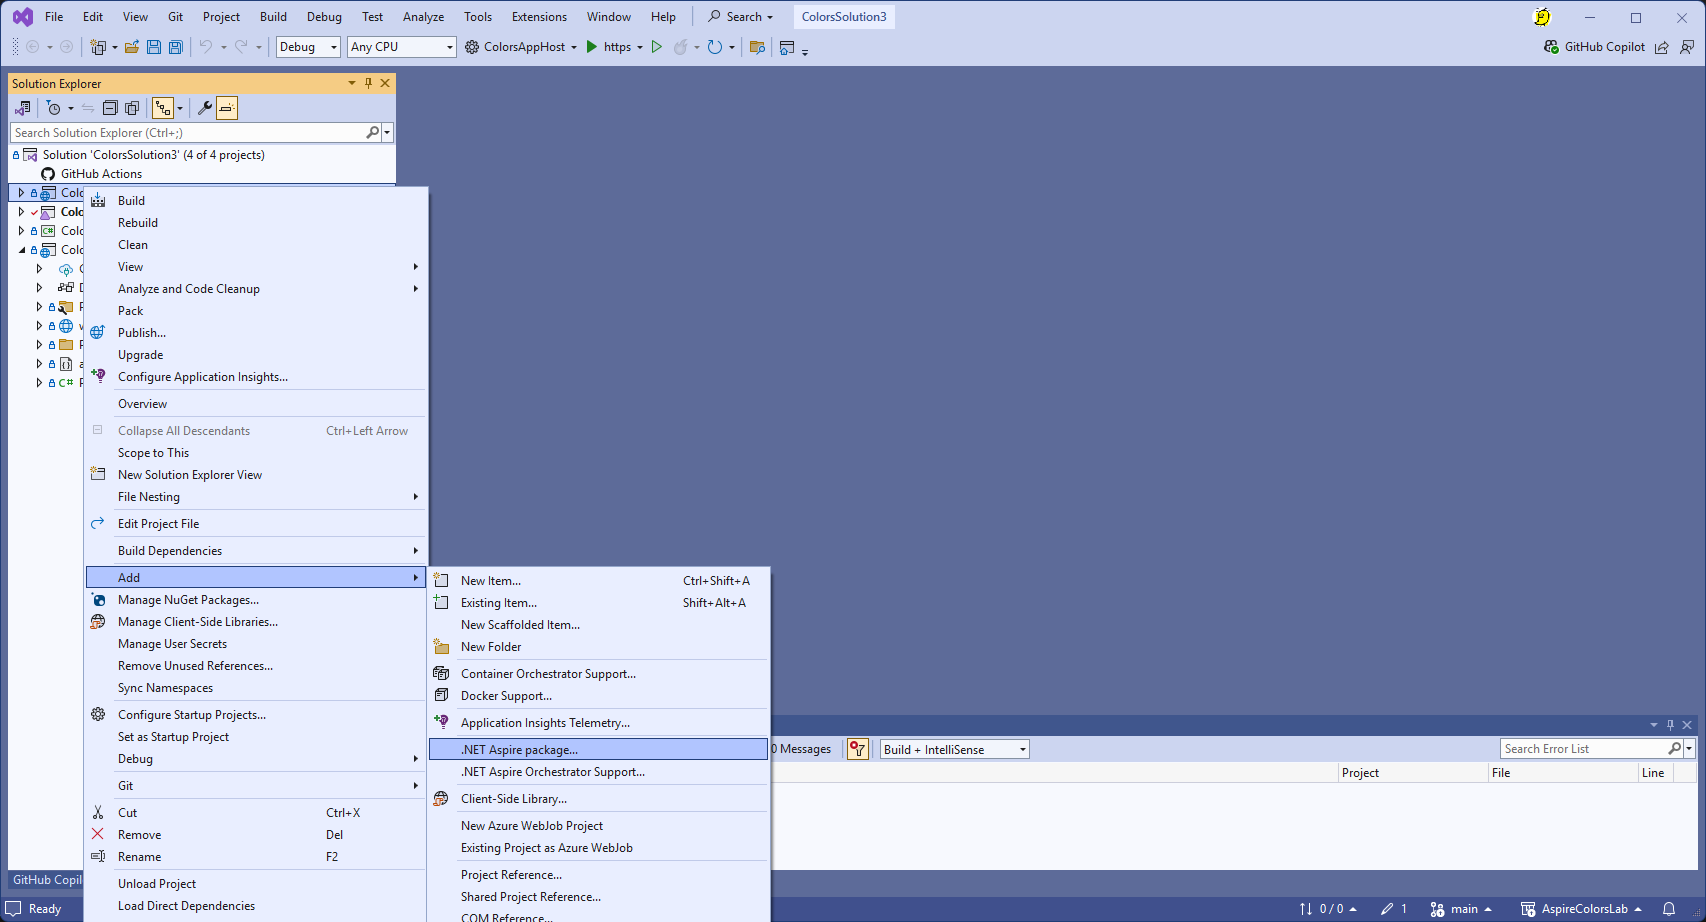 File Edit View Git Project Build Debug Test Analyze Tools Extensions Window Help Search ColorsSolution3
Debug Any CPU ColorsAppHost https GitHub Copilot
Solution Explorer
Search Solution Explorer (Ctrl+;)
Solution 'ColorsSolution3' (4 of 4 projects)
GitHub Actions
Colo
Colo
Colo
C#
Colo
C#
Build
Rebuild
Clean
View
Analyze and Code Cleanup
Pack
Publish...
Upgrade
Configure Application Insights...
Overview
Collapse All Descendants Ctrl+Left Arrow
Scope to This
New Solution Explorer View
File Nesting
Edit Project File
Build Dependencies
Add
Manage NuGet Packages...
Manage Client-Side Libraries...
Manage User Secrets
Remove Unused References...
Sync Namespaces
Configure Startup Projects...
Set as Startup Project
Debug
Git
Cut Ctrl+X
Remove Del
Rename F2
Unload Project
Load Direct Dependencies
New Item... Ctrl+Shift+A
Existing Item... Shift+Alt+A
New Scaffolded Item...
New Folder
Container Orchestrator Support...
Docker Support...
Application Insights Telemetry...
.NET Aspire package...
.NET Aspire Orchestrator Support...
Client-Side Library...
New Azure WebJob Project
Existing Project as Azure WebJob
Project Reference...
Shared Project Reference...
COM Reference...
0 Messages Build + IntelliSense Search Error List
Project File Line
GitHub Copil
Ready 0 / 0 1 main AspireColorsLab